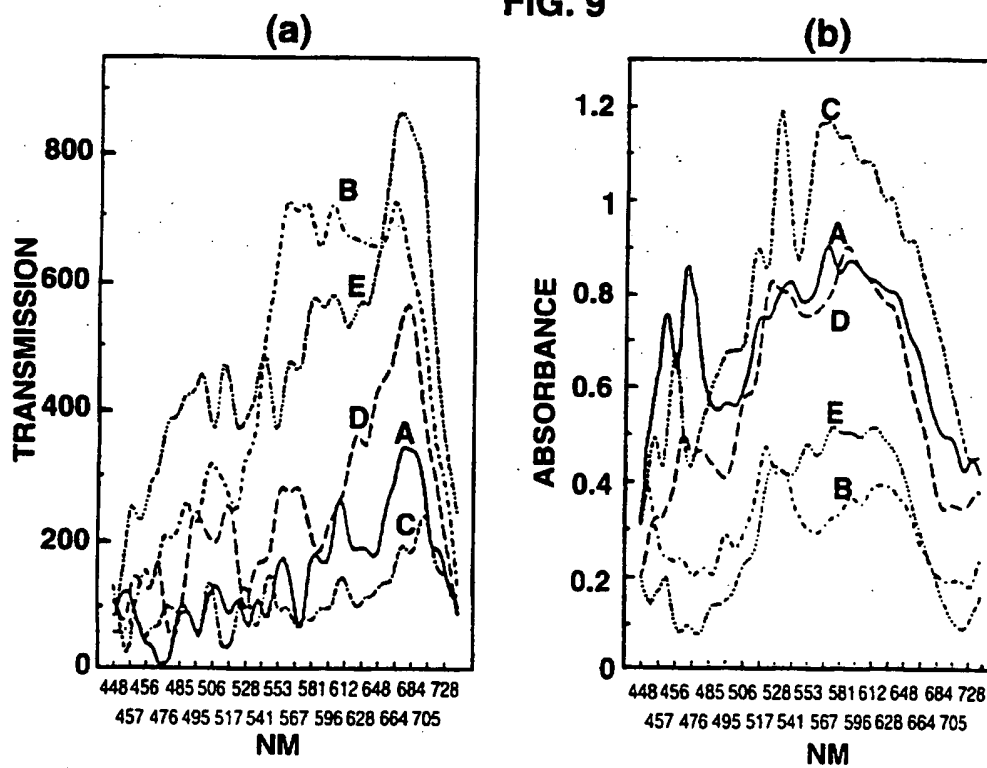 FIG. 9
(a)
(b)
TRANSMISSION
800
600
400
200
0
B
E
D
A
C
448 456 485 506 528 553 581 612 648 684 728
457 476 495 517 541 567 596 628 664 705
NM
ABSORBANCE
1.2
1
0.8
0.6
0.4
0.2
0
C
A
D
E
B
448 456 485 506 528 553 581 612 648 684 728
457 476 495 517 541 567 596 628 664 705
NM